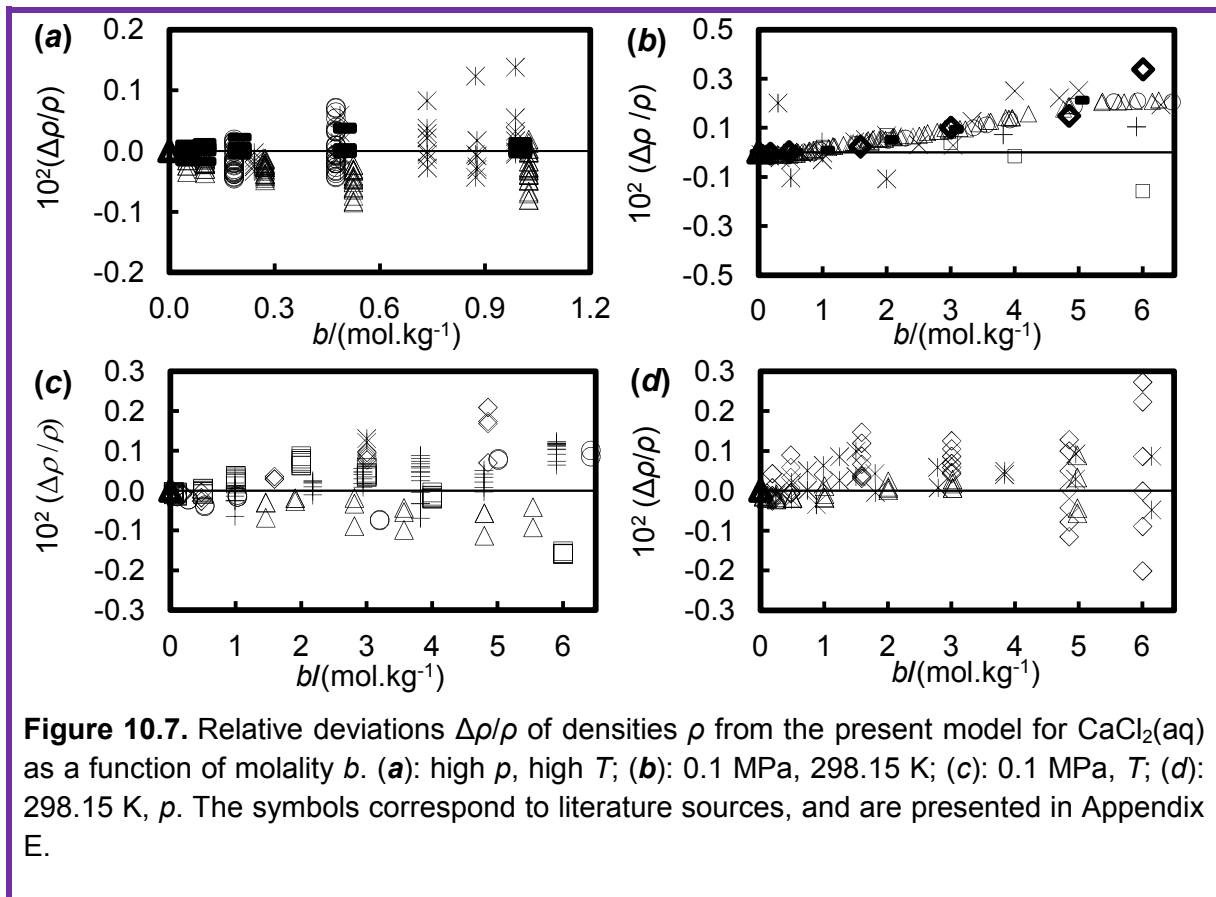 (a)
0.2
0.1
0.0
-0.1
-0.2
10²(Δρ/ρ)
0.0 0.3 0.6 0.9 1.2
b/(mol.kg⁻¹)
(b)
0.5
0.3
0.1
-0.1
-0.3
-0.5
10² (Δρ /ρ)
0 1 2 3 4 5 6
b/(mol.kg⁻¹)
(c)
0.3
0.2
0.1
0.0
-0.1
-0.2
-0.3
10² (Δρ /ρ)
0 1 2 3 4 5 6
b/(mol.kg⁻¹)
(d)
0.3
0.2
0.1
0.0
-0.1
-0.2
-0.3
10² (Δρ/ρ)
0 1 2 3 4 5 6
b/(mol.kg⁻¹)
Figure 10.7. Relative deviations Δρ/ρ of densities ρ from the present model for CaCl₂(aq)
as a function of molality b. (a): high p, high T; (b): 0.1 MPa, 298.15 K; (c): 0.1 MPa, T; (d):
298.15 K, p. The symbols correspond to literature sources, and are presented in Appendix
E.